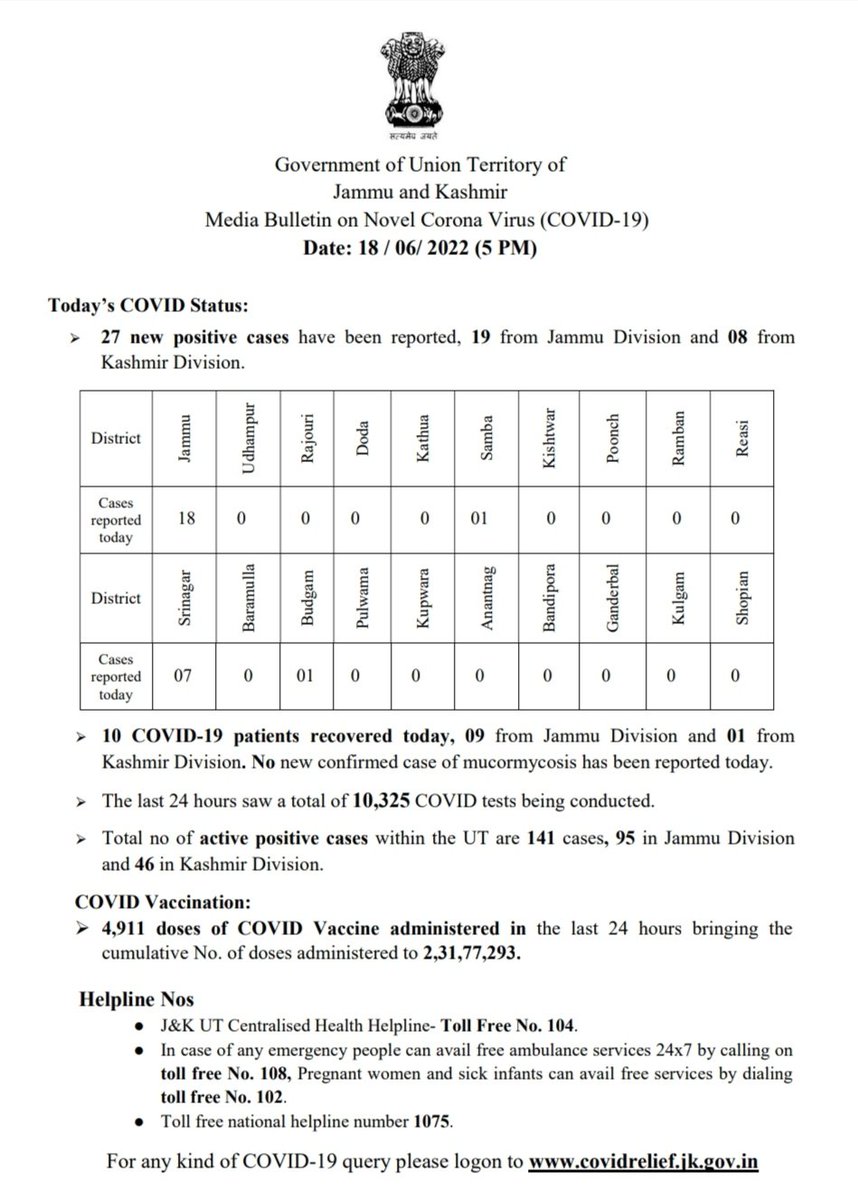 सत्यमेव जयते
Government of Union Territory of
Jammu and Kashmir
Media Bulletin on Novel Corona Virus (COVID-19)
Date: 18 / 06/ 2022 (5 PM)
Today’s COVID Status:
➢ 27 new positive cases have been reported, 19 from Jammu Division and 08 from
Kashmir Division.
District Jammu Udhampur Rajouri Doda Kathua Samba Kishtwar Poonch Ramban Reasi
Cases
reported
today
18 0 0 0 0 01 0 0 0 0
District Srinagar Baramulla Budgam Pulwama Kupwara Anantnag Bandipora Ganderbal Kulgam Shopian
Cases
reported
today
07 0 01 0 0 0 0 0 0 0
➢ 10 COVID-19 patients recovered today, 09 from Jammu Division and 01 from
Kashmir Division. No new confirmed case of mucormycosis has been reported today.
➢ The last 24 hours saw a total of 10,325 COVID tests being conducted.
➢ Total no of active positive cases within the UT are 141 cases, 95 in Jammu Division
and 46 in Kashmir Division.
COVID Vaccination:
➢ 4,911 doses of COVID Vaccine administered in the last 24 hours bringing the
cumulative No. of doses administered to 2,31,77,293.
Helpline Nos
● J&K UT Centralised Health Helpline- Toll Free No. 104.
● In case of any emergency people can avail free ambulance services 24x7 by calling on
toll free No. 108, Pregnant women and sick infants can avail free services by dialing
toll free No. 102.
● Toll free national helpline number 1075.
For any kind of COVID-19 query please logon to www.covidrelief.jk.gov.in